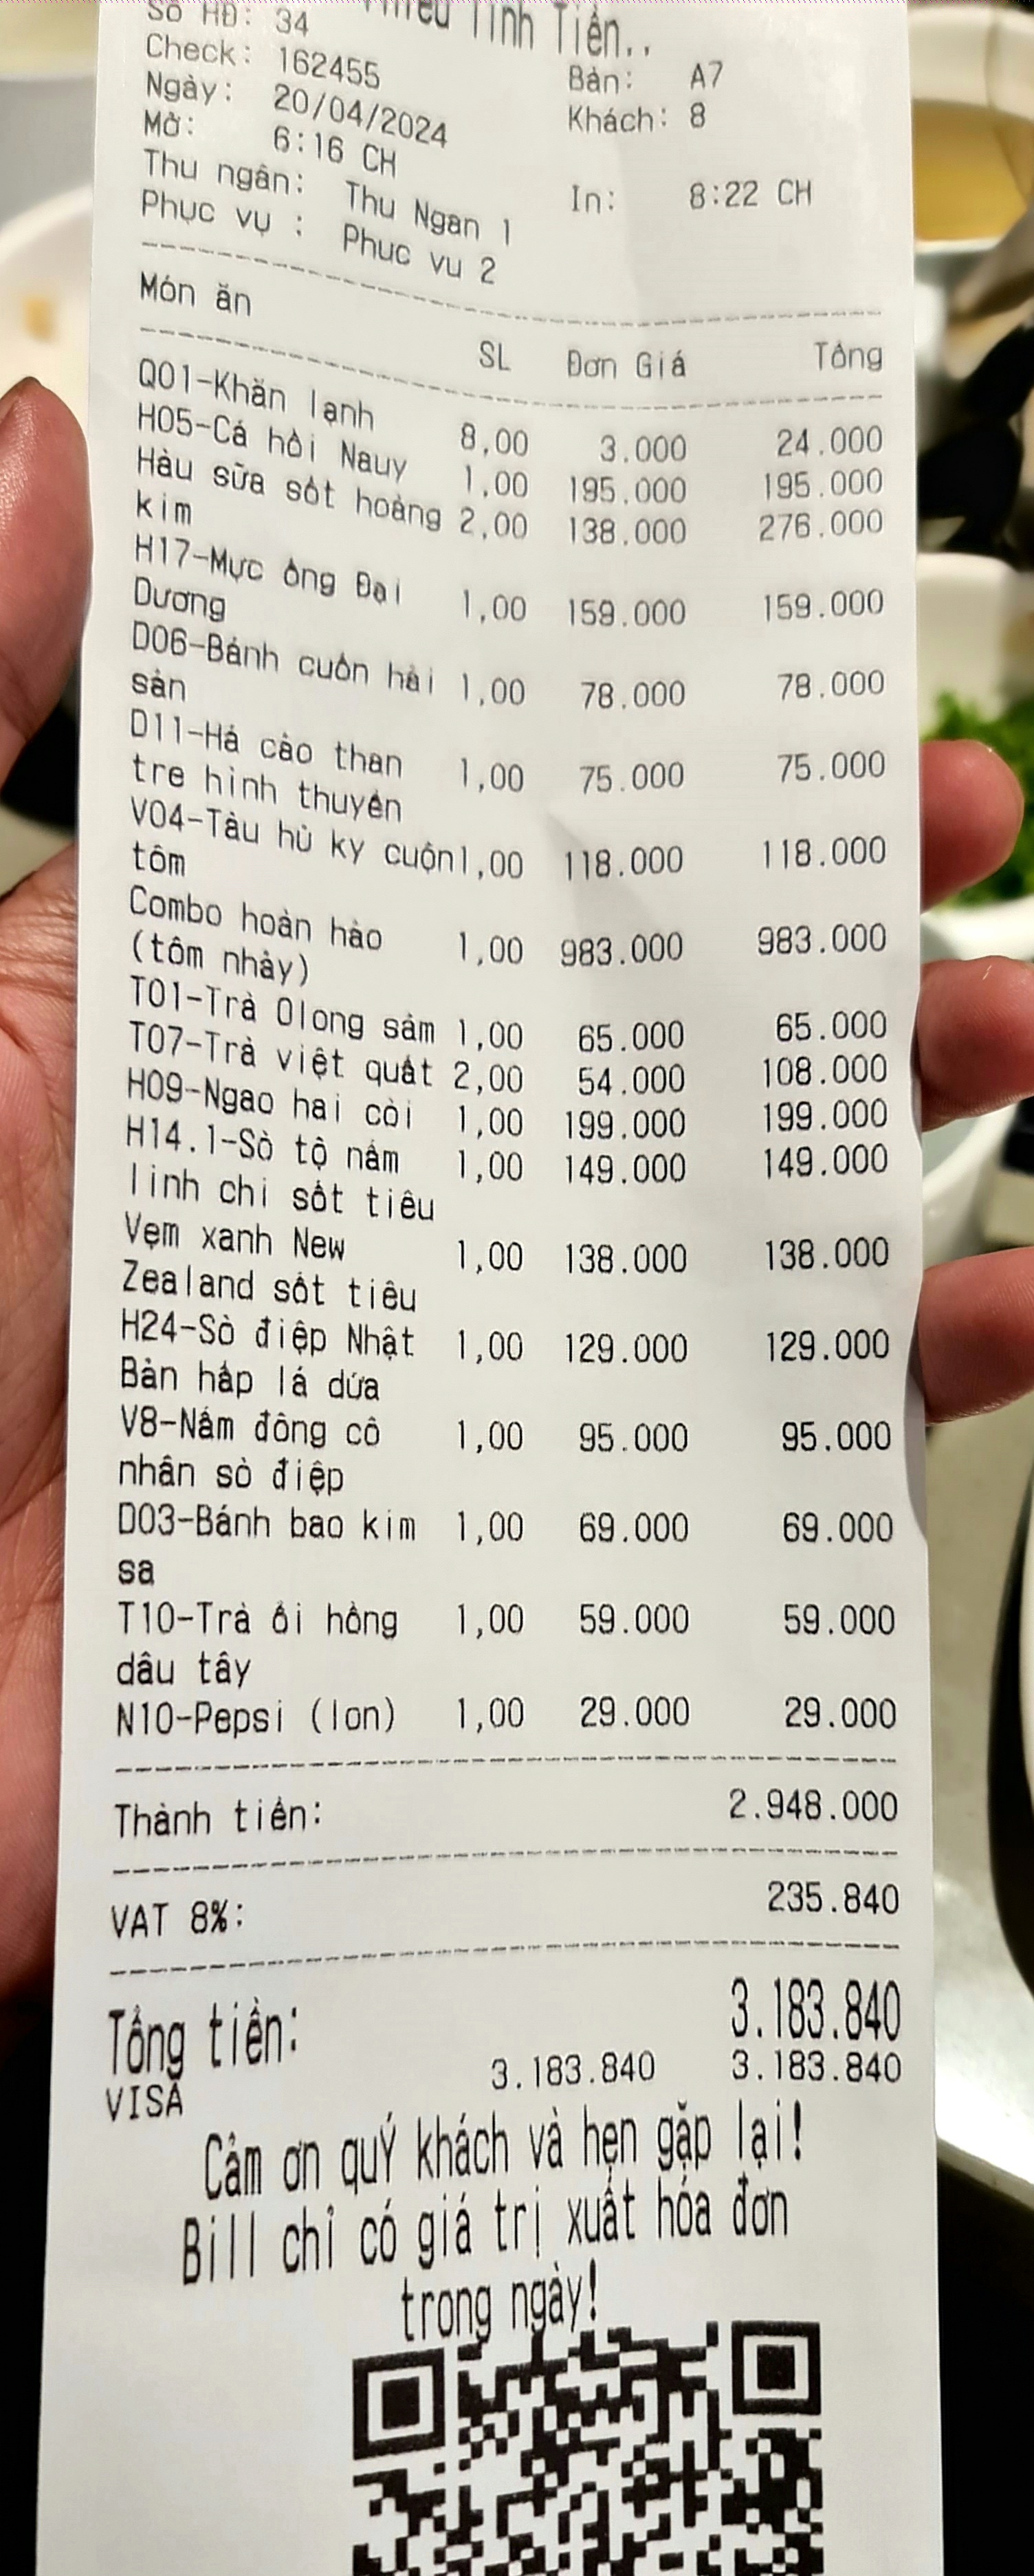 Phiếu Tính Tiền..
Số HĐ: 34
Check: 162455 Bàn: A7
Ngày: 20/04/2024 Khách: 8
Mở: 6:16 CH In: 8:22 CH
Thu ngân: Thu Ngan 1
Phục vụ : Phuc vu 2
Món ăn SL Đơn Giá Tổng
Q01-Khăn lạnh 8,00 3.000 24.000
H05-Cá hồi Nauy 1,00 195.000 195.000
Hàu sữa sốt hoàng 2,00 138.000 276.000
kim
H17-Mực ống Đại 1,00 159.000 159.000
Dương
D06-Bánh cuốn hải 1,00 78.000 78.000
sản
D11-Há cảo than 1,00 75.000 75.000
tre hình thuyền
V04-Tàu hủ ky cuộn 1,00 118.000 118.000
tôm
Combo hoàn hảo 1,00 983.000 983.000
(tôm nhảy)
T01-Trà Olong sâm 1,00 65.000 65.000
T07-Trà việt quất 2,00 54.000 108.000
H09-Ngao hai còi 1,00 199.000 199.000
H14.1-Sò tộ nấm 1,00 149.000 149.000
linh chi sốt tiêu
Vẹm xanh New 1,00 138.000 138.000
Zealand sốt tiêu
H24-Sò điệp Nhật 1,00 129.000 129.000
Bản hấp lá dứa
V8-Nấm đông cô 1,00 95.000 95.000
nhân sò điệp
D03-Bánh bao kim 1,00 69.000 69.000
sa
T10-Trà ổi hồng 1,00 59.000 59.000
dâu tây
N10-Pepsi (lon) 1,00 29.000 29.000
Thành tiền: 2.948.000
VAT 8%: 235.840
Tổng tiền: 3.183.840
VISA 3.183.840 3.183.840
Cảm ơn quÝ khách và hẹn gặp lại!
Bill chỉ có giá trị xuất hóa đơn
trong ngày!